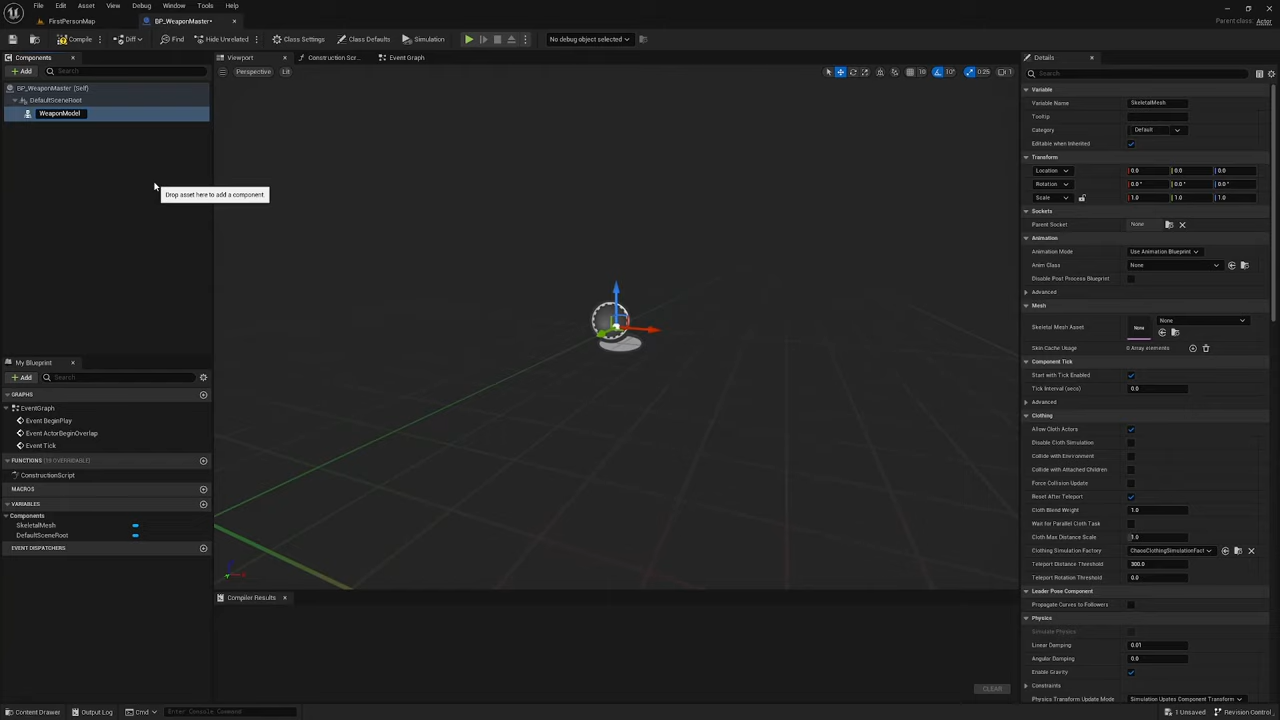 File Edit Asset View Debug Window Tools Help
FirstPersonMap
BP_WeaponMaster*
Parent class: Actor
Compile Diff Find Hide Unrelated Class Settings Class Defaults Simulation No debug object selected
Components
Add Search
BP_WeaponMaster (Self)
DefaultSceneRoot
WeaponModel
Drop asset here to add a component.
My Blueprint
Add Search
GRAPHS
EventGraph
Event BeginPlay
Event ActorBeginOverlap
Event Tick
FUNCTIONS (19 OVERRIDABLE)
ConstructionScript
MACROS
VARIABLES
Components
SkeletalMesh
DefaultSceneRoot
EVENT DISPATCHERS
Viewport Construction Scr... Event Graph
Perspective Lit
10 10° 0.25 1
Compiler Results
CLEAR
Details
Search
Variable
Variable Name SkeletalMesh
Tooltip
Category Default
Editable when Inherited
Transform
Location 0.0 0.0 0.0
Rotation 0.0° 0.0° 0.0°
Scale 1.0 1.0 1.0
Sockets
Parent Socket None
Animation
Animation Mode Use Animation Blueprint
Anim Class None
Disable Post Process Blueprint
Advanced
Mesh
Skeletal Mesh Asset None None
Skin Cache Usage 0 Array elements
Component Tick
Start with Tick Enabled
Tick Interval (secs) 0.0
Advanced
Clothing
Allow Cloth Actors
Disable Cloth Simulation
Collide with Environment
Collide with Attached Children
Force Collision Update
Reset After Teleport
Cloth Blend Weight 1.0
Wait for Parallel Cloth Task
Cloth Max Distance Scale 1.0
Clothing Simulation Factory ChaosClothingSimulationFact
Teleport Distance Threshold 300.0
Teleport Rotation Threshold 0.0
Leader Pose Component
Propagate Curves to Followers
Physics
Simulate Physics
Linear Damping 0.01
Angular Damping 0.0
Enable Gravity
Constraints
Physics Transform Update Mode Simulation Updates Component Transform
Content Drawer Output Log Cmd Enter Console Command 1 Unsaved Revision Control